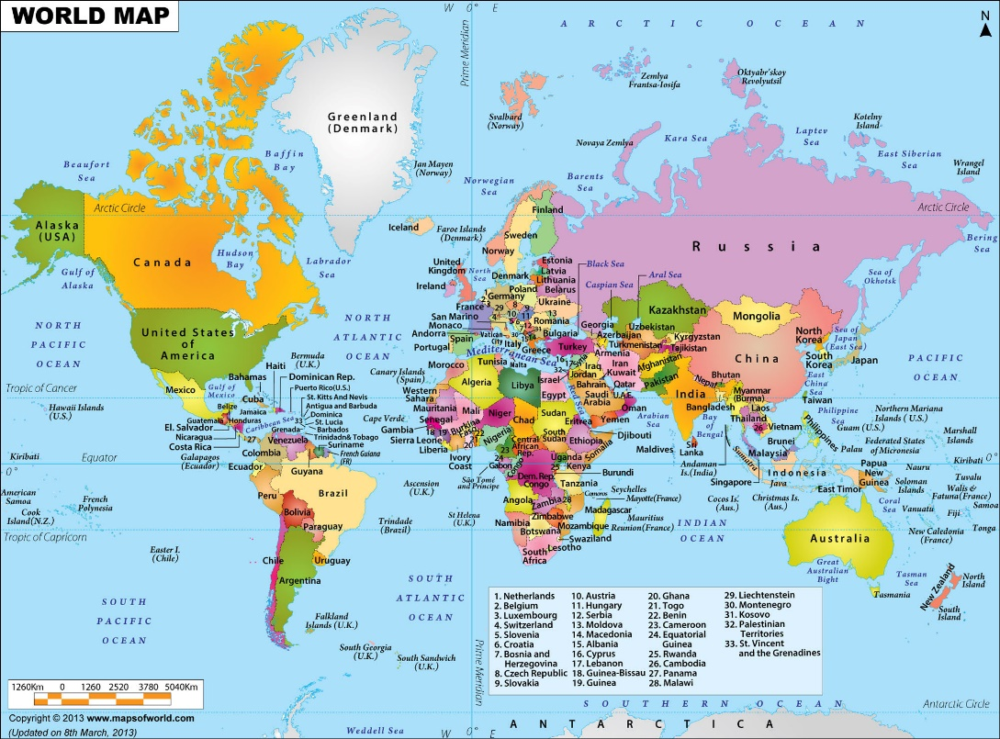 WORLD MAP
W 0° E
Prime Meridian
A R C T I C O C E A N
N
Zemlya
Frantsa-Iosifa
Oktyabr'skoy
Revolyutsil
Svalbard
(Norway)
Greenland
(Denmark)
Kara Sea
Laptev
Sea
Kotelny
Island
East Siberian
Sea
Wrangel
Island
Novaya Zemlya
Beaufort
Sea
Baffin
Bay
Jan Mayen
(Norway)
Norwegian
Sea
Barents
Sea
Arctic Circle
Arctic Circle
Alaska
(USA)
Iceland
Faroe Islands
(Denmark)
Finland
Sweden
Norway
Russia
Bering
Sea
Canada
Hudson
Bay
Labrador
Sea
Gulf of
Alaska
Sea of
Okhotsk
United
Kingdom
North
Sea
Ireland
Denmark
Estonia
Latvia
Lithuania
Belarus
Poland
Germany
Ukraine
Black Sea
Caspian Sea
Aral Sea
France
San Marino
Monaco
Andorra
Spain
Portugal
Vatican
City
Italy
Romania
Bulgaria
Greece
Turkey
Georgia
Azerbaijan
Armenia
Kazakhstan
Uzbekistan
Turkmenistan
Kyrgyzstan
Tajikistan
Mongolia
China
North
Korea
South
Korea
Sea of
Japan
(East Sea)
Japan
East
China
Sea
NORTH
PACIFIC
OCEAN
United States
of America
NORTH
ATLANTIC
OCEAN
PACIFIC
OCEAN
Mediterranean Sea
Bermuda
(U.K.)
Canary Islands
(Spain)
Morocco
Tunisia
Malta
Algeria
Libya
Egypt
Israel
Syria
Jordan
Iraq
Iran
Kuwait
Bahrain
Qatar
Saudi
Arabia
U.A.E.
Oman
Yemen
Red Sea
Afghanistan
Pakistan
India
Nepal
Bhutan
Bangladesh
Myanmar
(Burma)
Laos
Thailand
Vietnam
Taiwan
Philippine
Sea
Philippines
Tropic of Cancer
Hawaii Islands
(U.S.)
Mexico
Gulf of
Mexico
Bahamas
Cuba
Haiti
Dominican Rep.
Puerto Rico(U.S.)
St. Kitts And Nevis
Antigua and Barbuda
Dominica
St. Lucia
Barbados
Jamaica
Belize
Honduras
Guatemala
El. Salvador
Nicaragua
Costa Rica
Caribbean Sea
Grenada
Trinidad& Tobago
Venezuela
Suriname
French Guiana
(FR)
Guyana
Colombia
Galapagos
(Ecuador)
Ecuador
Western
Sahara
Mauritania
Cape Verde
Senegal
Gambia
Sierra Leone
Liberia
Ivory
Coast
Mali
Burkina
Faso
Niger
Nigeria
Chad
Sudan
South
Sudan
Eritrea
Ethiopia
Djibouti
Somalia
Central
African
Rep.
Uganda
Kenya
Gabon
Congo
Dem.Rep.
Congo
Burundi
Tanzania
São Tomé
and Príncipe
Arabian
Sea
Bay
of
Bengal
Maldives
Sri
Lanka
Andaman
Is.(India)
Sumatra
Brunei
Malaysia
Singapore
Indonesia
Java
East Timor
Papua
New
Guinea
Northern Mariana
Islands (U.S.)
Guam (U.S.)
Palau
Federated States
of Micronesia
Marshall
Islands
Kiribati
Nauru
Tuvalu
Solomon
Islands
Walis &
Fatuna(France)
Samoa
Vanuatu
Fiji
Tonga
New Caledonia
(France)
Coral
Sea
Kiribati
Equator
0°
0°
American
Samoa
Cook
Island(N.Z.)
French
Polynesia
Tropic of Capricorn
Easter I.
(Chile)
Peru
Brazil
Bolivia
Paraguay
Uruguay
Chile
Argentina
Ascension
(U.K.)
St Helena
(U.K.)
Trindade
(Brazil)
Angola
Zambia
Zimbabwe
Namibia
Botswana
Mozambique
Madagascar
Swaziland
Lesotho
South
Africa
Comoros
Seychelles
Mayotte(France)
Mauritius
Reunion(France)
INDIAN
OCEAN
Cocos Is.
(Aus.)
Christmas Is.
(Aus.)
Australia
Great
Australian
Bight
Tasman
Sea
Tasmania
New Zealand
North
Island
South
Island
SOUTH
PACIFIC
OCEAN
SOUTH
ATLANTIC
OCEAN
Falkland
Islands (U.K.)
South Georgia
(U.K.)
South Sandwich
(U.K.)
Prime Meridian
1. Netherlands
2. Belgium
3. Luxembourg
4. Switzerland
5. Slovenia
6. Croatia
7. Bosnia and
Herzegovina
8. Czech Republic
9. Slovakia
10. Austria
11. Hungary
12. Serbia
13. Moldova
14. Macedonia
15. Albania
16. Cyprus
17. Lebanon
18. Guinea-Bissau
19. Guinea
20. Ghana
21. Togo
22. Benin
23. Cameroon
24. Equatorial
Guinea
25. Rwanda
26. Cambodia
27. Panama
28. Malawi
29. Liechtenstein
30. Montenegro
31. Kosovo
32. Palestinian
Territories
33. St. Vincent
and the Grenadines
1260Km 0 1260 2520 3780 5040Km
Copyright © 2013 www.mapsofworld.com
(Updated on 8th March, 2013)
Weddell Sea
S O U T H E R N O C E A N
Antarctic Circle
A N T A R C T I C A
W 0° E